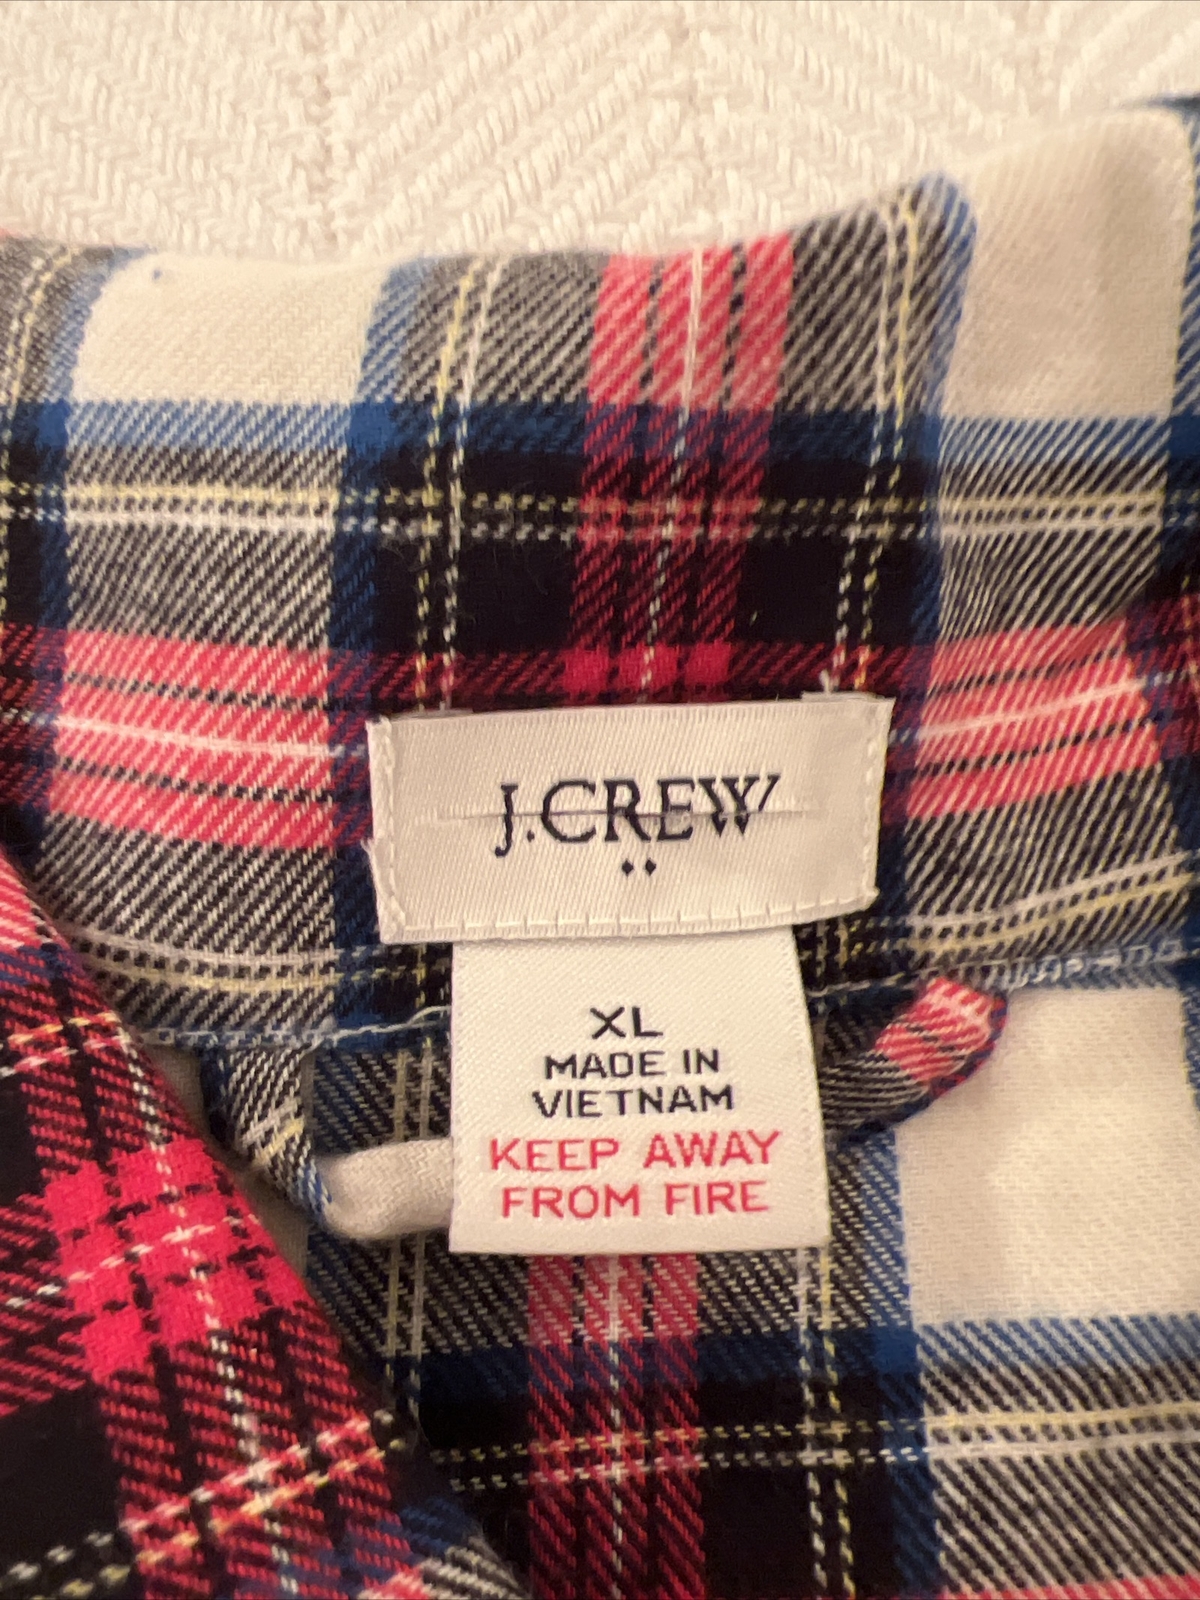 J.CREW
XL
MADE IN
VIETNAM
KEEP AWAY
FROM FIRE